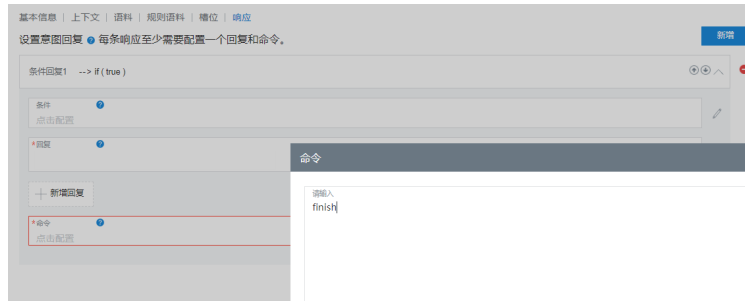 基本信息 | 上下文 | 语料 | 规则语料 | 槽位 | 响应
设置意图回复 ? 每条响应至少需要配置一个回复和命令。
新增
条件回复1 --> if ( true )
条件 ?
点击配置
*回复 ?
新增回复
*命令 ?
点击配置
命令
请输入
finish